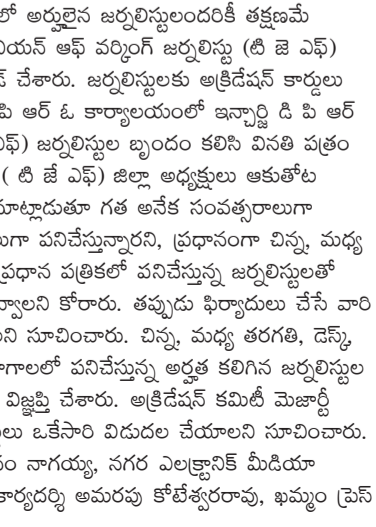 లో అర్హులైన జర్నలిస్టులందరికీ తక్షణమే
యన్ ఆఫ్ వర్కింగ్ జర్నలిస్టు (టి జె ఎఫ్)
చేశారు. జర్నలిస్టులకు అక్రిడేషన్ కార్డులు
పి ఆర్ ఓ కార్యాలయంలో ఇన్చార్జి డి పి ఆర్
జర్నలిస్టుల బృందం కలిసి వినతి పత్రం
( టి జే ఎఫ్) జిల్లా అధ్యక్షులు ఆకుతోట
మాట్లాడుతూ గత అనేక సంవత్సరాలుగా
పనిచేస్తున్నారని, ప్రధానంగా చిన్న, మధ్య
ప్రధాన పత్రికలో పనిచేస్తున్న జర్నలిస్టులతో
వ్వాలని కోరారు. తప్పుడు ఫిర్యాదులు చేసే వారి
ని సూచించారు. చిన్న, మధ్య తరగతి, డెస్క్,
గాలలో పనిచేస్తున్న అర్హత కలిగిన జర్నలిస్టుల
విజ్ఞప్తి చేశారు. అక్రిడేషన్ కమిటీ మెజార్టీ
లు ఒకేసారి విడుదల చేయాలని సూచించారు.
నాగయ్య, నగర ఎలక్ట్రానిక్ మీడియా
కార్యదర్శి అమరపు కోటేశ్వరరావు, ఖమ్మం ప్రెస్